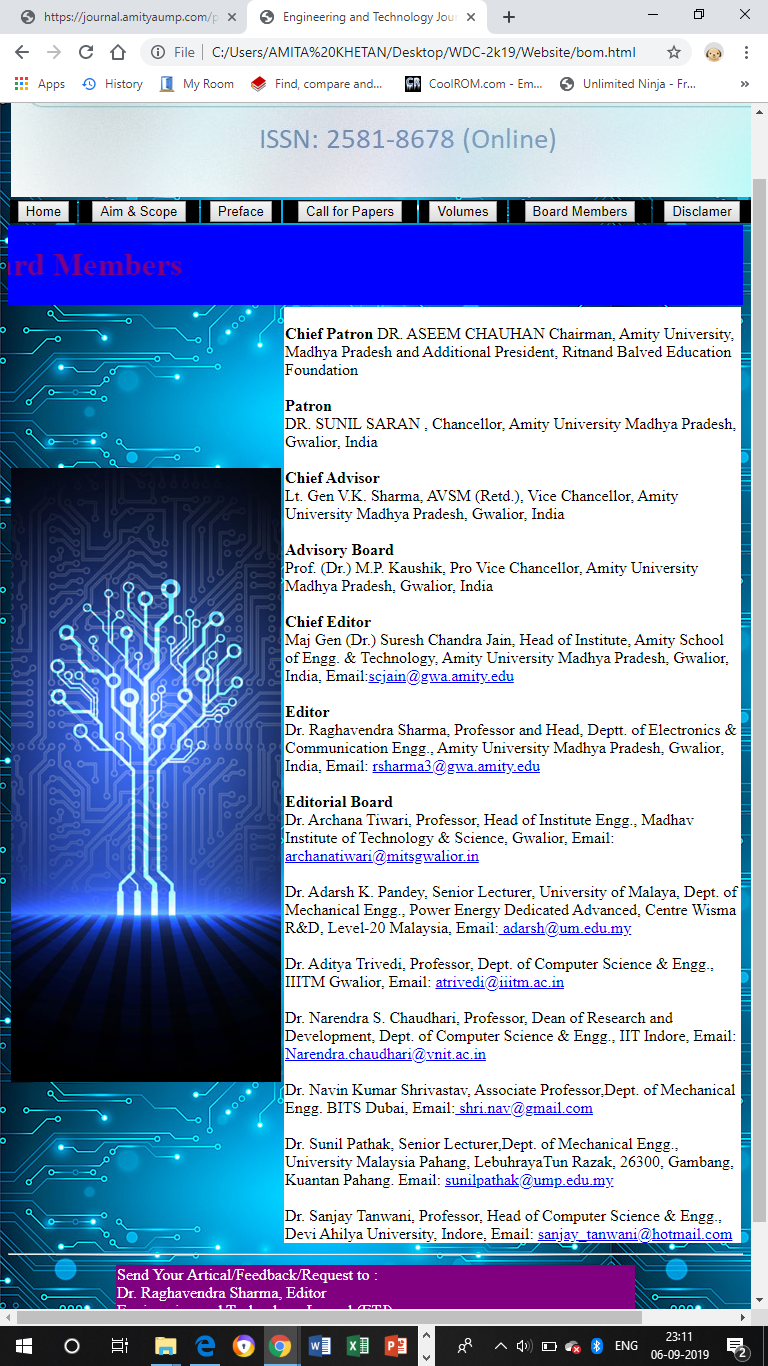 https://journal.amityaump.com/p
Engineering and Technology Jour
File
C:/Users/AMITA%20KHETAN/Desktop/WDC-2k19/Website/bom.html
Apps
History
My Room
Find, compare and...
CoolROM.com - Em...
Unlimited Ninja - Fr...
»
ISSN: 2581-8678 (Online)
Home
Aim & Scope
Preface
Call for Papers
Volumes
Board Members
Disclamer
ard Members
Chief Patron DR. ASEEM CHAUHAN Chairman, Amity University,
Madhya Pradesh and Additional President, Ritnand Balved Education
Foundation
Patron
DR. SUNIL SARAN , Chancellor, Amity University Madhya Pradesh,
Gwalior, India
Chief Advisor
Lt. Gen V.K. Sharma, AVSM (Retd.), Vice Chancellor, Amity
University Madhya Pradesh, Gwalior, India
Advisory Board
Prof. (Dr.) M.P. Kaushik, Pro Vice Chancellor, Amity University
Madhya Pradesh, Gwalior, India
Chief Editor
Maj Gen (Dr.) Suresh Chandra Jain, Head of Institute, Amity School
of Engg. & Technology, Amity University Madhya Pradesh, Gwalior,
India, Email:scjain@gwa.amity.edu
Editor
Dr. Raghavendra Sharma, Professor and Head, Deptt. of Electronics &
Communication Engg., Amity University Madhya Pradesh, Gwalior,
India, Email: rsharma3@gwa.amity.edu
Editorial Board
Dr. Archana Tiwari, Professor, Head of Institute Engg., Madhav
Institute of Technology & Science, Gwalior, Email:
archanatiwari@mitsgwalior.in
Dr. Adarsh K. Pandey, Senior Lecturer, University of Malaya, Dept. of
Mechanical Engg., Power Energy Dedicated Advanced, Centre Wisma
R&D, Level-20 Malaysia, Email: adarsh@um.edu.my
Dr. Aditya Trivedi, Professor, Dept. of Computer Science & Engg.,
IIITM Gwalior, Email: atrivedi@iiitm.ac.in
Dr. Narendra S. Chaudhari, Professor, Dean of Research and
Development, Dept. of Computer Science & Engg., IIT Indore, Email:
Narendra.chaudhari@vnit.ac.in
Dr. Navin Kumar Shrivastav, Associate Professor,Dept. of Mechanical
Engg. BITS Dubai, Email: shri.nav@gmail.com
Dr. Sunil Pathak, Senior Lecturer,Dept. of Mechanical Engg.,
University Malaysia Pahang, LebuhrayaTun Razak, 26300, Gambang,
Kuantan Pahang. Email: sunilpathak@ump.edu.my
Dr. Sanjay Tanwani, Professor, Head of Computer Science & Engg.,
Devi Ahilya University, Indore, Email: sanjay_tanwani@hotmail.com
Send Your Artical/Feedback/Request to :
Dr. Raghavendra Sharma, Editor
Engineering and Technology Journal (ETJ)
ENG
23:11
06-09-2019
2